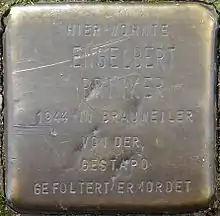 HIER WOHNTE
ENGELBERT
BRINKER
1944 IN BRAUWEILER
VON DER
GESTAPO
GEFOLTERT/ERMORDET